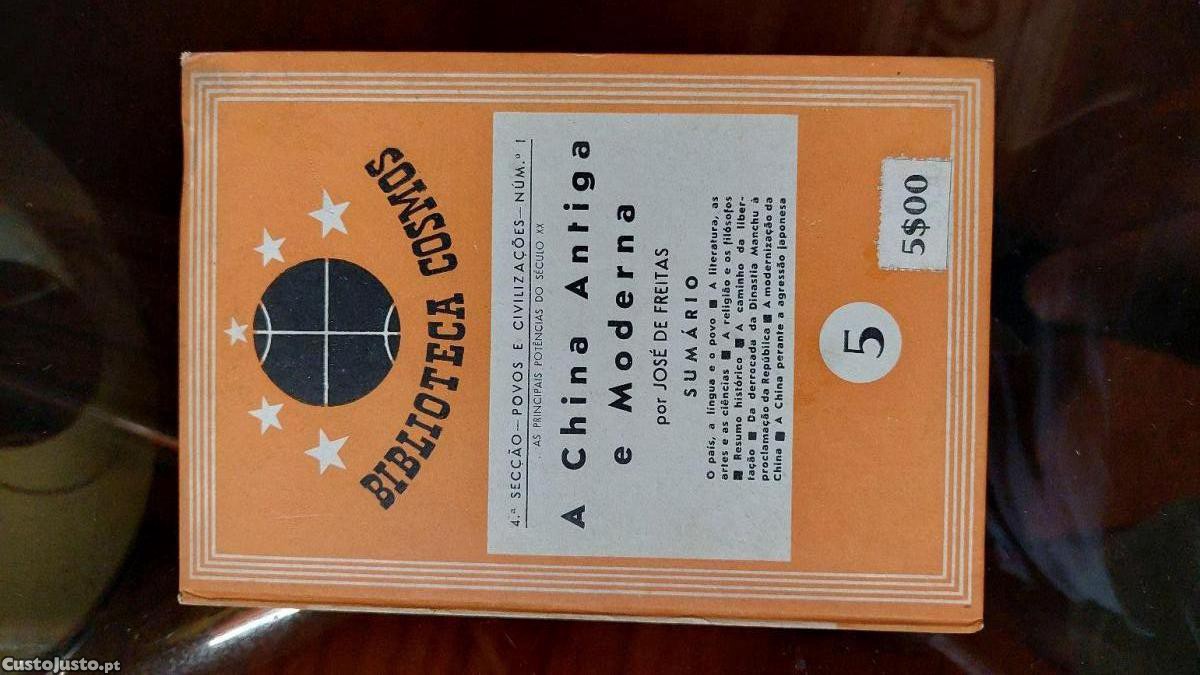 BIBLIOTECA COSMOS
4.ª SECÇÃO — POVOS E CIVILIZAÇÕES — NÚM.º 1
AS PRINCIPAIS POTÊNCIAS DO SÉCULO XX
A China Antiga
e Moderna
por JOSÉ DE FREITAS
SUMÁRIO
O país, a língua e o povo ■ A literatura, as
artes e as ciências ■ A religião e os filósofos
■ Resumo histórico ■ A caminho da liber-
tação ■ Da derrocada da Dinastia Manchu à
proclamação da República ■ A modernização da
China ■ A China perante a agressão japonesa
5
5$00
CustoJusto.pt